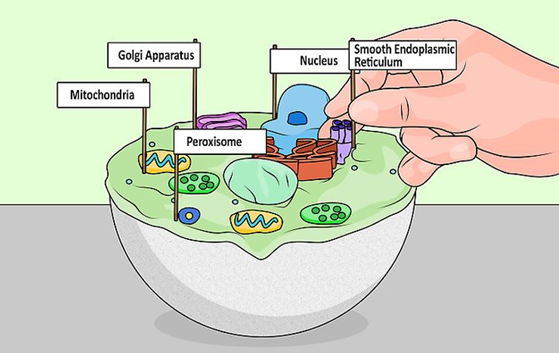 Golgi Apparatus
Nucleus
Smooth Endoplasmic
Reticulum
Mitochondria
Peroxisome